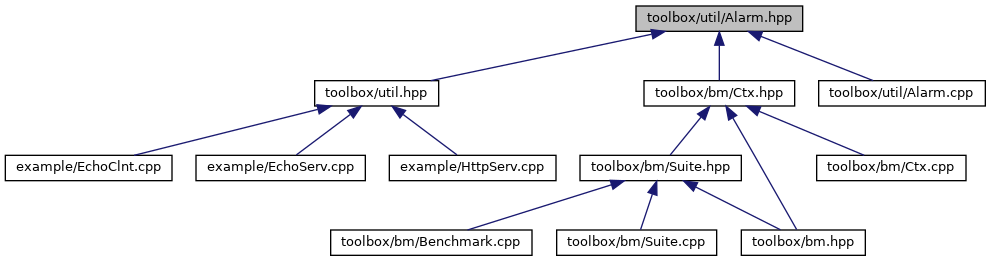 toolbox/util/Alarm.hpp
toolbox/util.hpp
toolbox/bm/Ctx.hpp
toolbox/util/Alarm.cpp
example/EchoClnt.cpp
example/EchoServ.cpp
example/HttpServ.cpp
toolbox/bm/Suite.hpp
toolbox/bm/Ctx.cpp
toolbox/bm/Benchmark.cpp
toolbox/bm/Suite.cpp
toolbox/bm.hpp